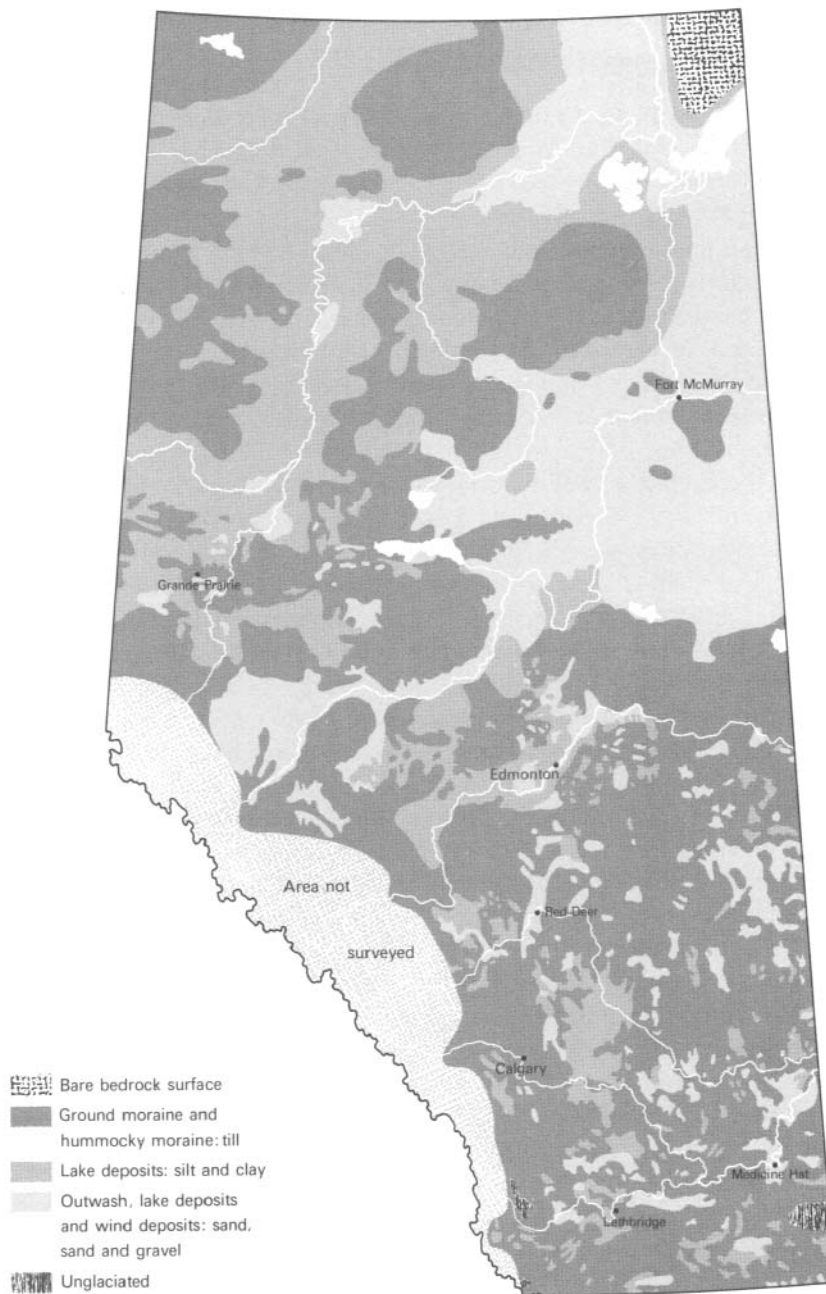 Fort McMurray
Grande Prairie
Edmonton
Area not
surveyed
Red Deer
Calgary
Medicine Hat
Lethbridge
Bare bedrock surface
Ground moraine and
hummocky moraine: till
Lake deposits: silt and clay
Outwash, lake deposits
and wind deposits: sand,
sand and gravel
Unglaciated